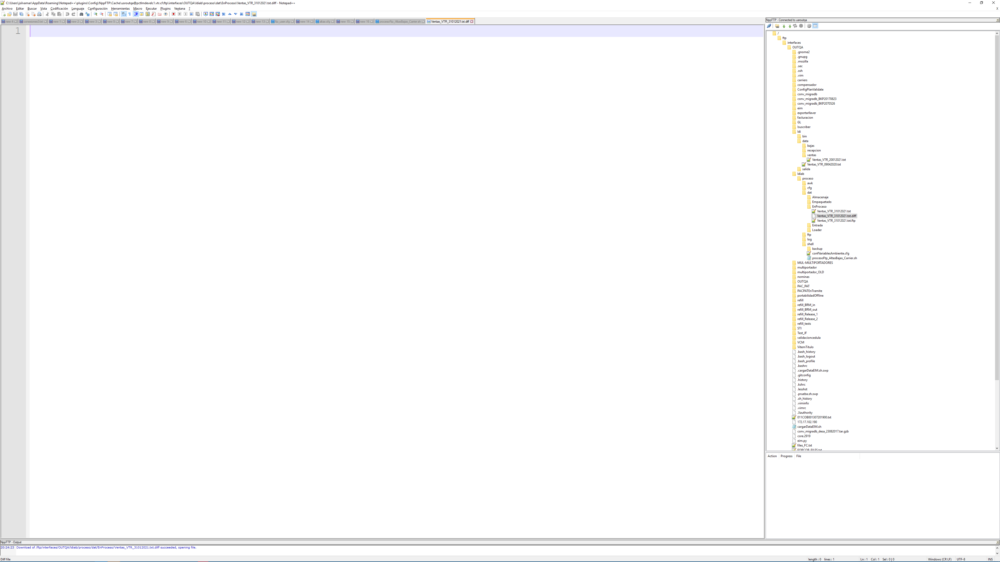 C:\Users\jsilvamar\AppData\Roaming\Notepad++\plugins\Config\NppFTP\Cache\usroutqa@pctlmdevelc1.vtr.cl\ftp\interfaces\OUTQA\ldiab\proceso\dat\EnProceso\Ventas_VTR_31012021.txt.diff - Notepad++
Archivo Editar Buscar Vista Codificación Lenguaje Configuración Herramientas Macro Ejecutar Plugins Ventana ? X
new 4 conexiones3.txt new 1 new 2 new 3 new 5 new 7 new 8 new 9 new 6 new 10 new 11 new 12 new 13 ftp_user.cfg new 14 altas.cfg new 15 new 16 procesoFtp_AltasBajas_Carrier.sh Ventas_VTR_31012021.txt.diff
1
NppFTP - Connected to usroutqa
/
ftp
interfaces
OUTQA
.gnome2
.gnupg
.mozilla
.sec
.ssh
.vim
carriers
compensador
ConfigPlanValidate
conv_migradb
conv_migradb_BKP20170823
conv_migradb_BKP2070526
eim
exportarllaver
facturacion
GL
lsuscriber
ldi
bin
data
bajas
recepcion
ventas
Ventas_VTR_20012021.txt
Ventas_VTR_09042020.txt
salida
ldiab
proceso
awk
cfg
dat
Almacenaje
Empaquetado
EnProceso
Ventas_VTR_31012021.txt
Ventas_VTR_31012021.txt.diff
Ventas_VTR_31012021.txt.ftp
Entrada
Loader
ftp
log
shell
backup
confVariablesAmbiente.cfg
procesoFtp_AltasBajas_Carrier.sh
MUL-MULTIPORTADORES
multiportador
multiportador_OLD
nominas
OUTQA
PAC_PAT
PACPATEnTramite
portabilidadOffline
refill
refill_BRM_in
refill_BRM_out
refill_Release_1
refill_Release_2
refill_tests
STI
Test_JF
validacioncedula
VCM
VitemTitulo
.bash_history
.bash_logout
.bash_profile
.bashrc
.cargarDataEIM.sh.swp
.gitconfig
.history
.kshrc
.lesshst
.prueba.sh.swp
.sh_history
.viminfo
.vimrc
.Xauthority
011COB001307201900.txt
172.17.102.190
cargarDataEIM.sh
conv_migradb_desa_23082017.tar.gzb
core.2919
eim.py
files_FC.txt
FORCOB_FILES.txt
Action Progress File
NppFTP - Output
20:24:23 Download of /ftp/interfaces/OUTQA/ldiab/proceso/dat/EnProceso/Ventas_VTR_31012021.txt.diff succeeded, opening file.
Diff file length : 0 lines : 1 Ln : 1 Col : 1 Sel : 0 | 0 Windows (CR LF) UTF-8 INS